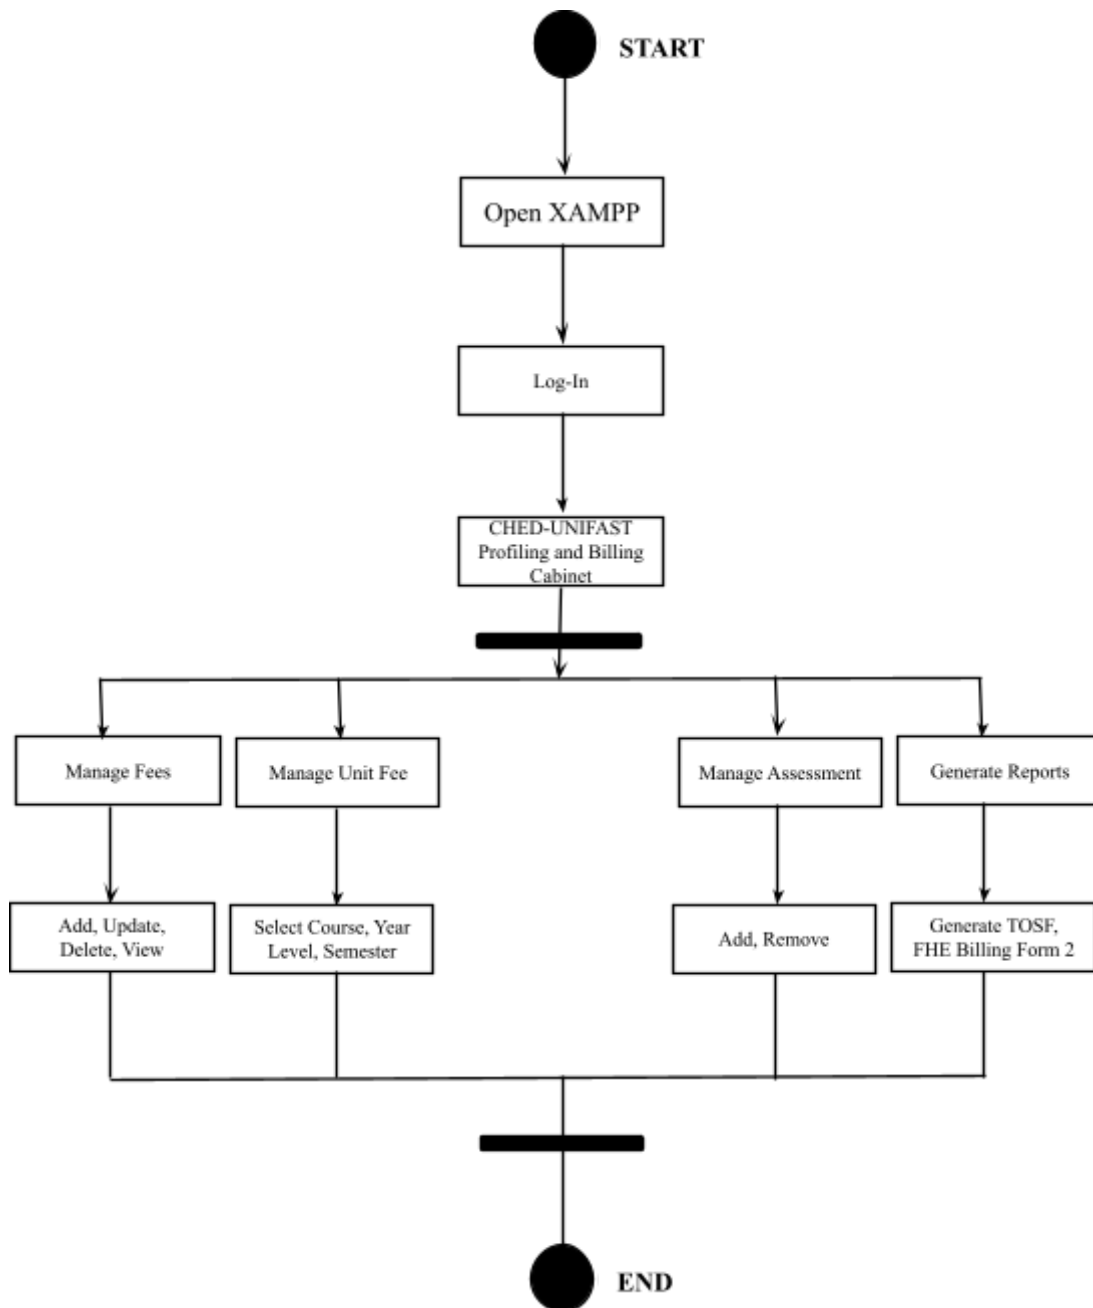 START
Open XAMPP
Log-In
CHED-UNIFAST
Profiling and Billing
Cabinet
Manage Fees
Manage Unit Fee
Manage Assessment
Generate Reports
Add, Update,
Delete, View
Select Course, Year
Level, Semester
Add, Remove
Generate TOSF,
FHE Billing Form 2
END